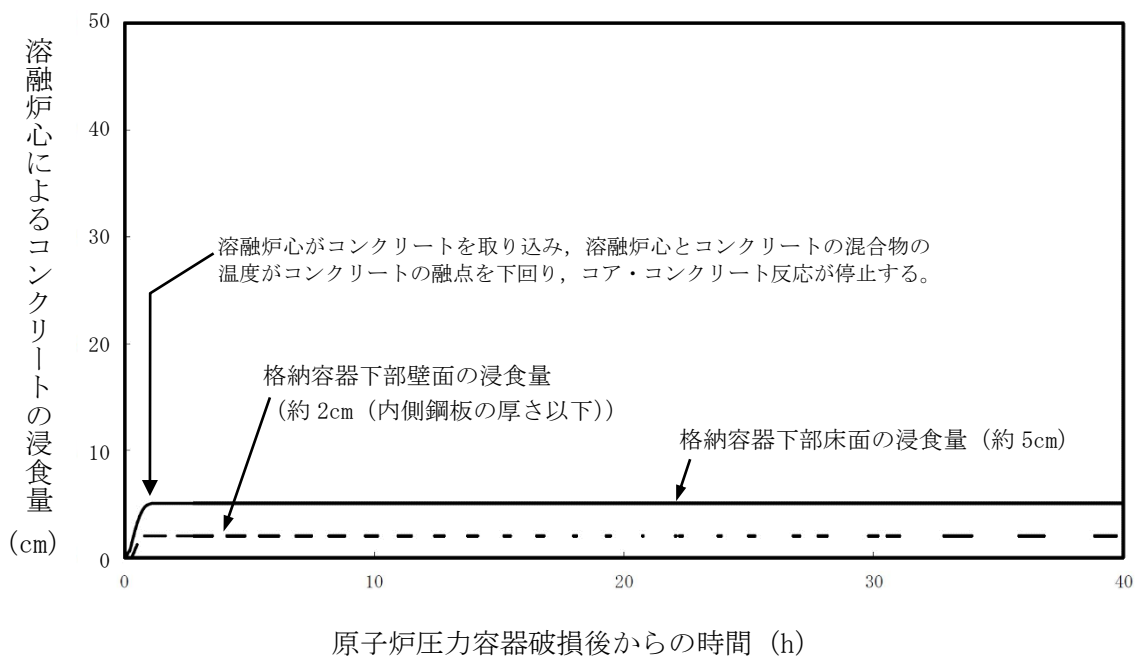 溶融炉心によるコンクリートの浸食量
(cm)
50
40
30
20
10
0
溶融炉心がコンクリートを取り込み，溶融炉心とコンクリートの混合物の
温度がコンクリートの融点を下回り，コア・コンクリート反応が停止する。
格納容器下部壁面の浸食量
（約 2cm（内側鋼板の厚さ以下））
格納容器下部床面の浸食量（約 5cm）
0
10
20
30
40
原子炉圧力容器破損後からの時間 (h)